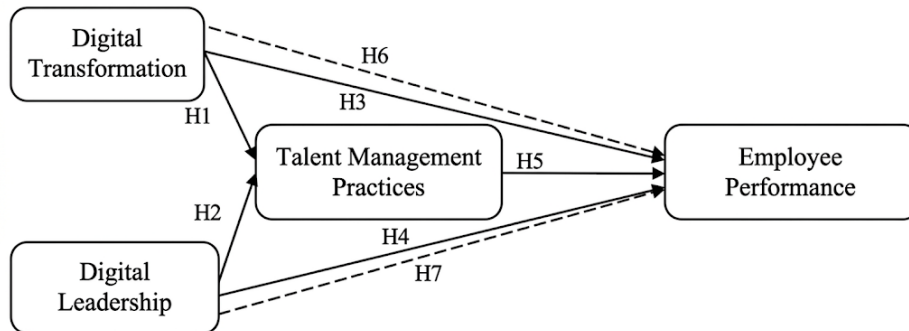 Digital
Transformation
H6
H3
H1
Talent Management
Practices
H5
Employee
Performance
H2
H4
H7
Digital
Leadership